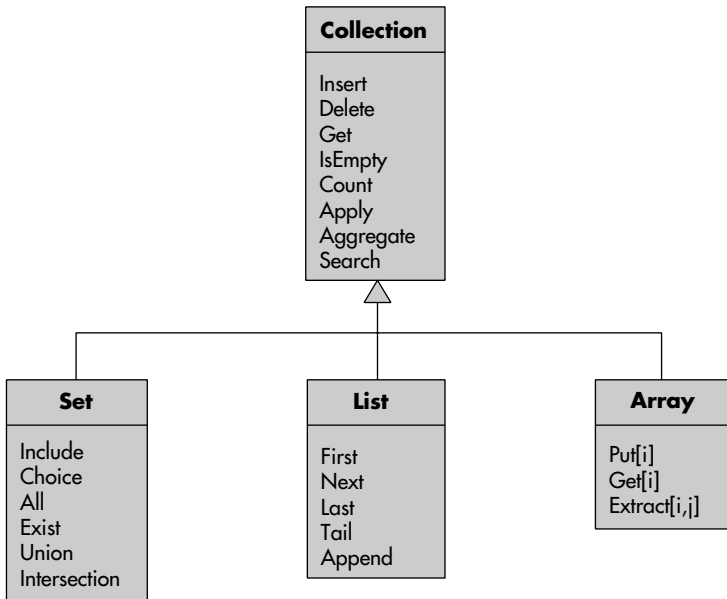 Collection
Insert
Delete
Get
IsEmpty
Count
Apply
Aggregate
Search
Set
Include
Choice
All
Exist
Union
Intersection
List
First
Next
Last
Tail
Append
Array
Put[i]
Get[i]
Extract[i,j]